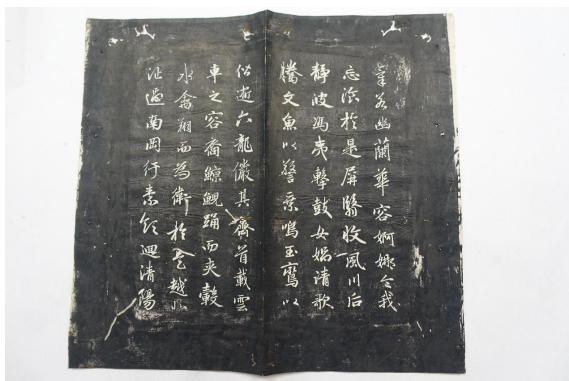 氣若幽蘭華容婀娜令我
忘湌於是屏翳收風川后
靜波馮夷擊鼓女媧清歌
騰文魚以警乘鳴玉鸞以
偕逝六龍儼其齊首載雲
車之容裔鯨鯢踊而夾轂
水禽翔而為衛於是越北
沚過南岡紆素領迴清陽